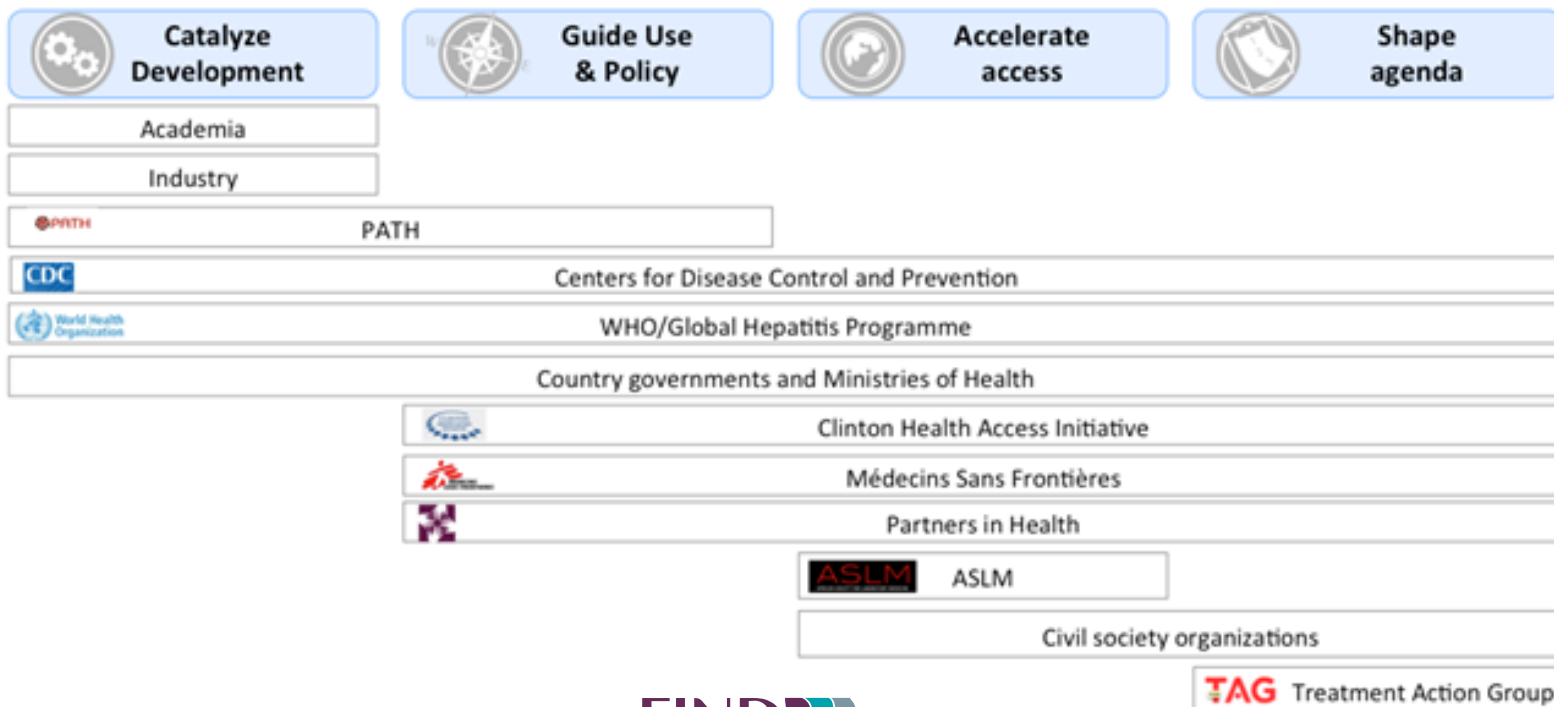 Catalyze
Development
Guide Use
& Policy
Accelerate
access
Shape
agenda
Academia
Industry
PATH PATH
CDC Centers for Disease Control and Prevention
World Health
Organization
WHO/Global Hepatitis Programme
Country governments and Ministries of Health
Clinton Health Access Initiative
Médecins Sans Frontières
Partners in Health
ASLM ASLM
Civil society organizations
TAG Treatment Action Group
FIND